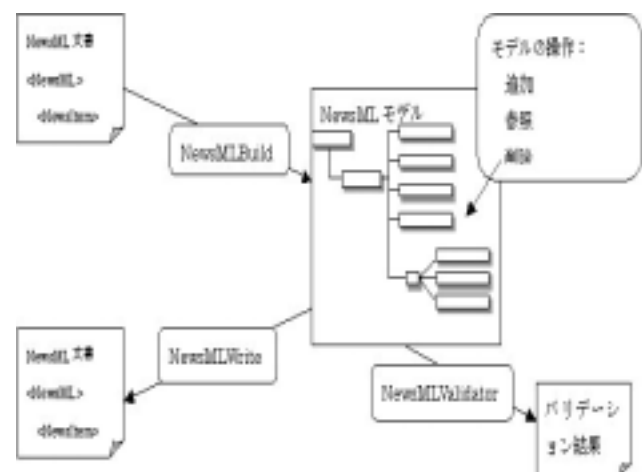 NewsML 文書
<NewsML>
<NewsItem>
NewsMLBuild
NewsML モデル
モデルの操作：
追加
参照
削除
NewsML 文書
<NewsML>
<NewsItem>
NewsMLWrite
NewsMLValidator
バリデーシ
ョン結果